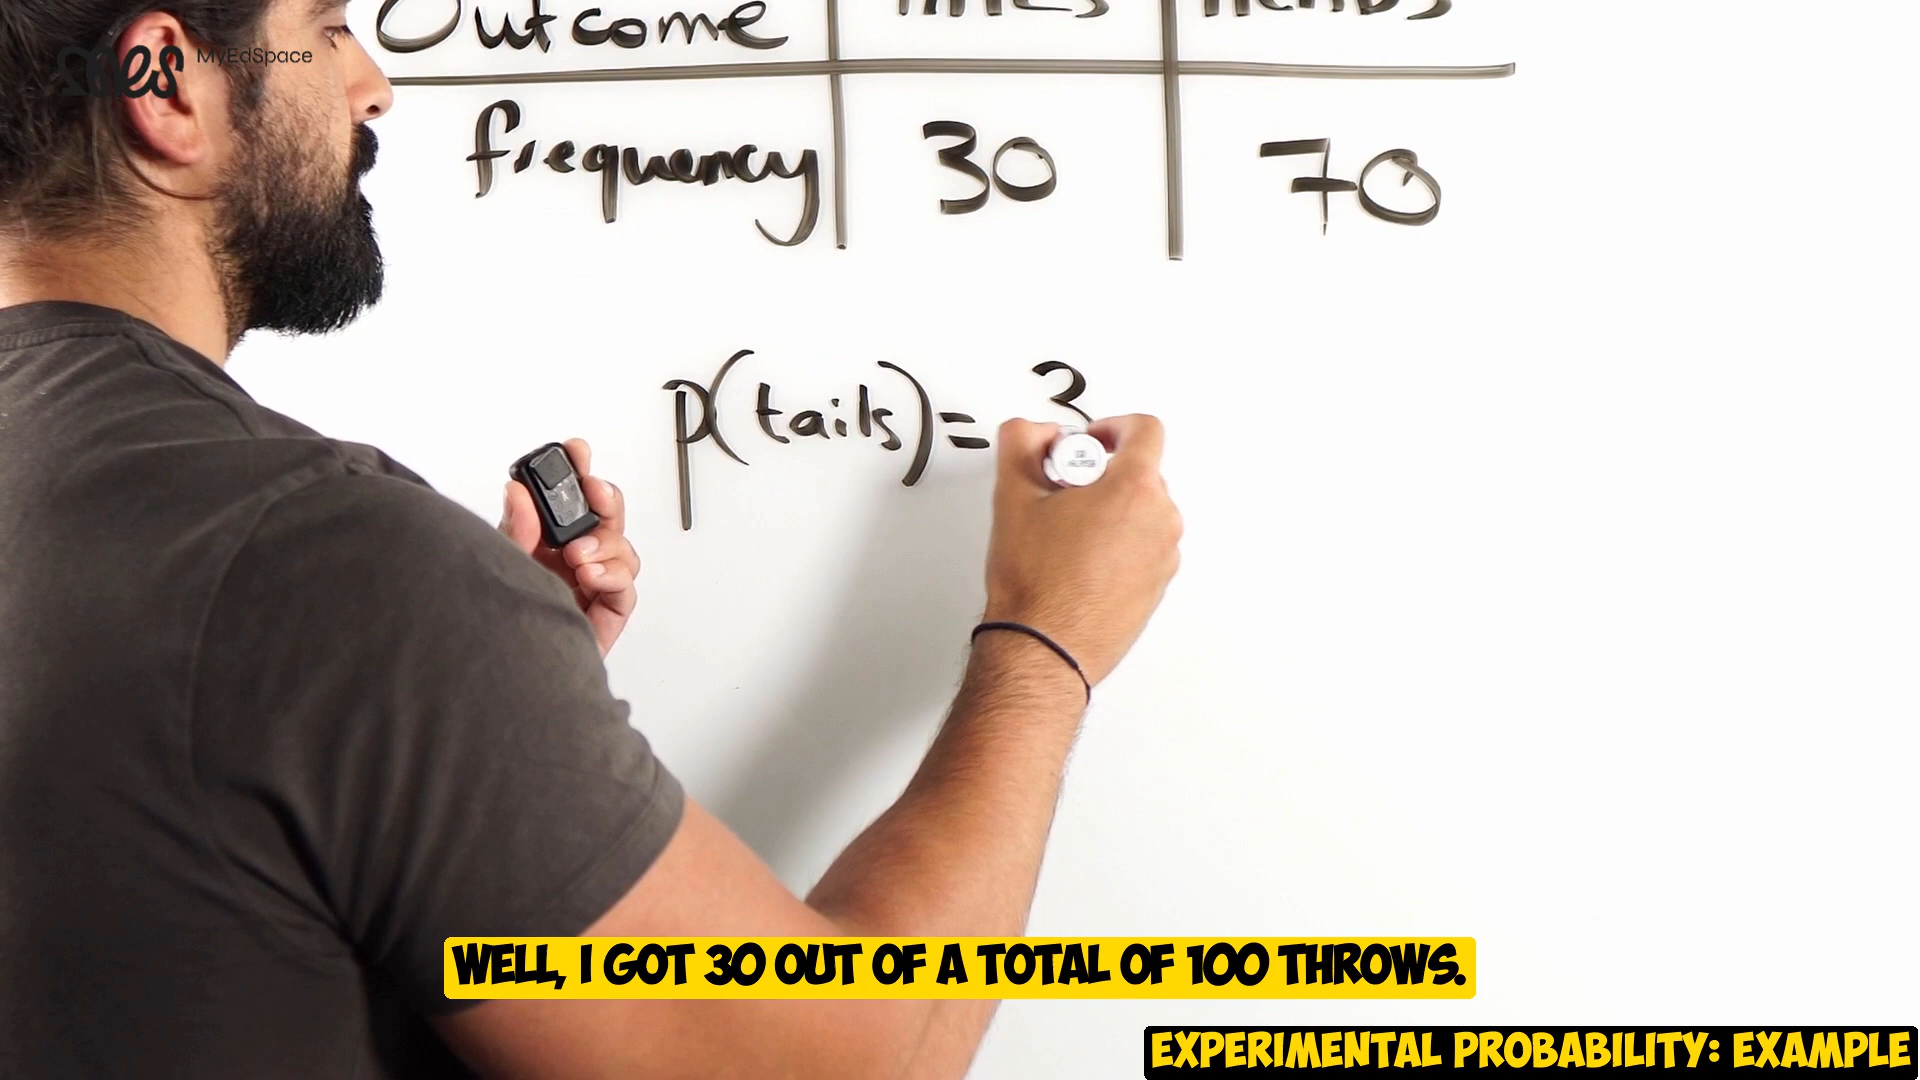 mes MyEdSpace
Outcome
frequency 30 70
p(tails) = 3
WELL, I GOT 30 OUT OF A TOTAL OF 100 THROWS.
EXPERIMENTAL PROBABILITY: EXAMPLE